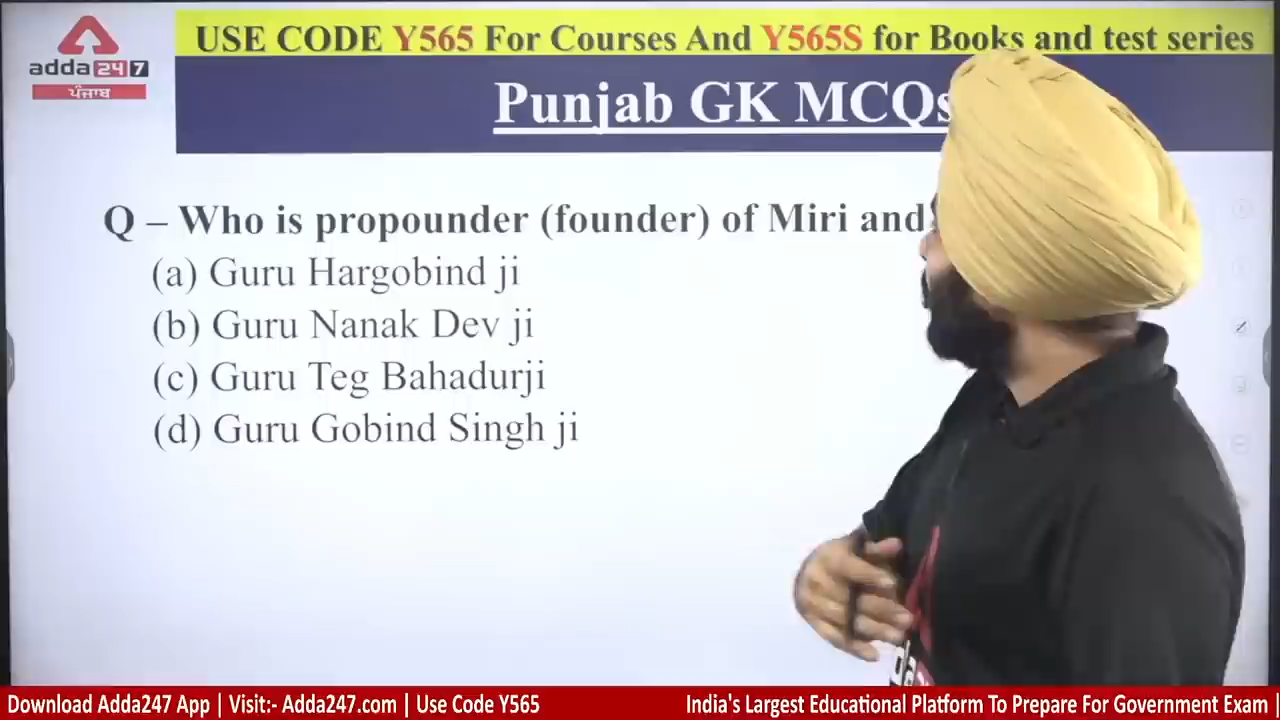 USE CODE Y565 For Courses And Y565S for Books and test series
adda247
ਪੰਜਾਬ
Punjab GK MCQs
Q – Who is propounder (founder) of Miri and
(a) Guru Hargobind ji
(b) Guru Nanak Dev ji
(c) Guru Teg Bahadurji
(d) Guru Gobind Singh ji
Download Adda247 App | Visit:- Adda247.com | Use Code Y565
India's Largest Educational Platform To Prepare For Government Exam |